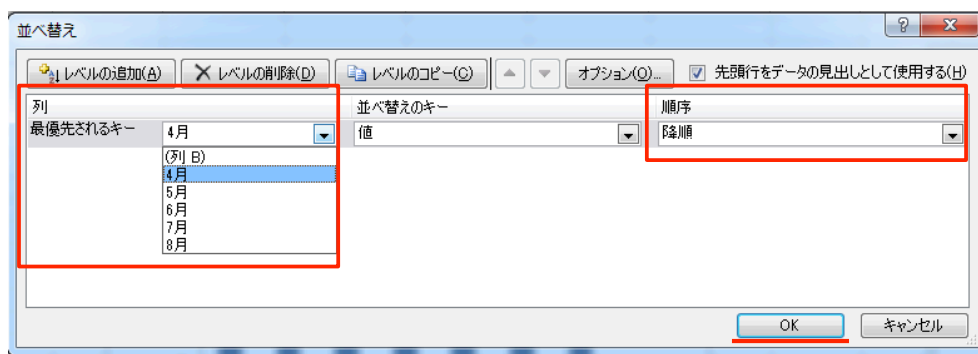 並べ替え
レベルの追加(A) レベルの削除(D) レベルのコピー(C) オプション(O)... 先頭行をデータの見出しとして使用する(H)
列 並べ替えのキー 順序
最優先されるキー 4月 値 降順
(列 B)
4月
5月
6月
7月
8月
OK キャンセル